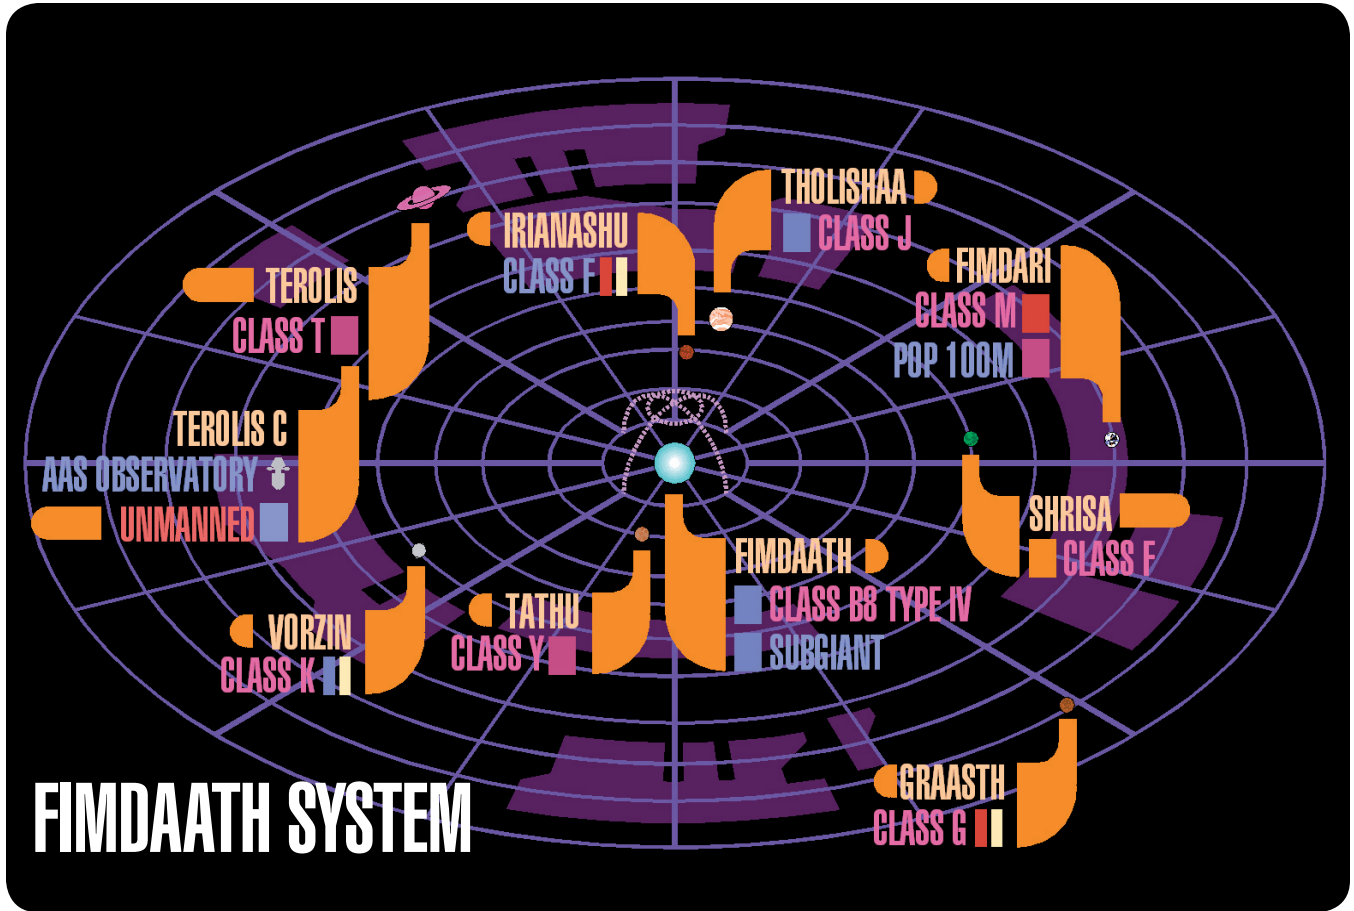 THOLISHAA
CLASS J
IRIANASHU
CLASS F
FIMDARI
CLASS M
POP 100M
TEROLIS
CLASS T
TEROLIS C
AAS OBSERVATORY
UNMANNED
SHRISA
CLASS F
FIMDAATH
CLASS B8 TYPE IV
SUBGIANT
TATHU
CLASS Y
VORZIN
CLASS K
GRAASTH
CLASS G
FIMDAATH SYSTEM